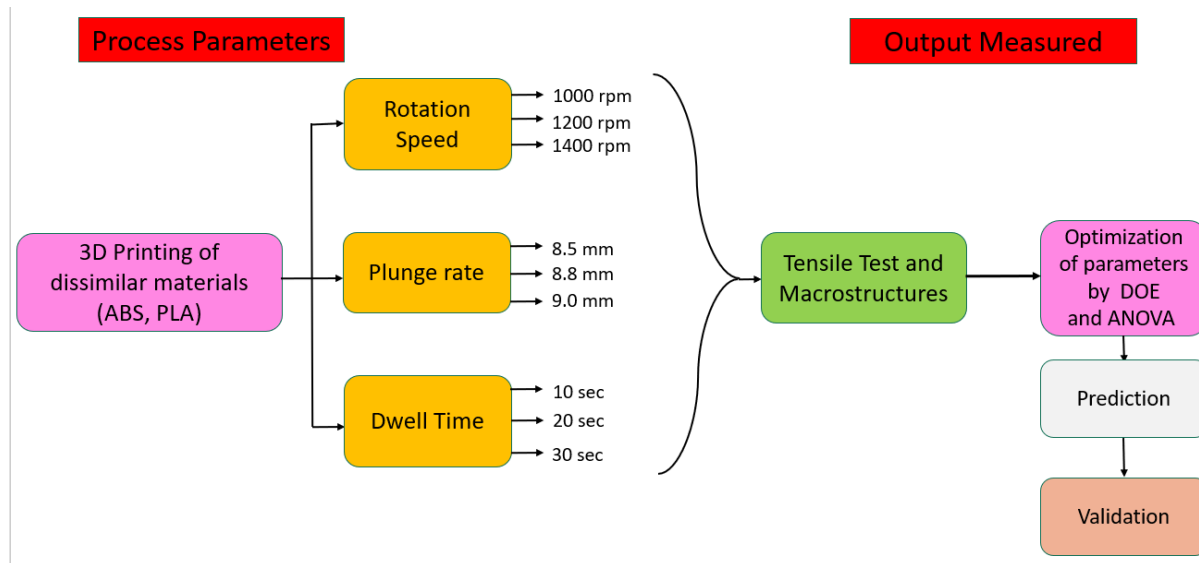 Process Parameters
Output Measured
3D Printing of
dissimilar materials
(ABS, PLA)
Rotation
Speed
1000 rpm
1200 rpm
1400 rpm
Plunge rate
8.5 mm
8.8 mm
9.0 mm
Dwell Time
10 sec
20 sec
30 sec
Tensile Test and
Macrostructures
Optimization
of parameters
by DOE
and ANOVA
Prediction
Validation